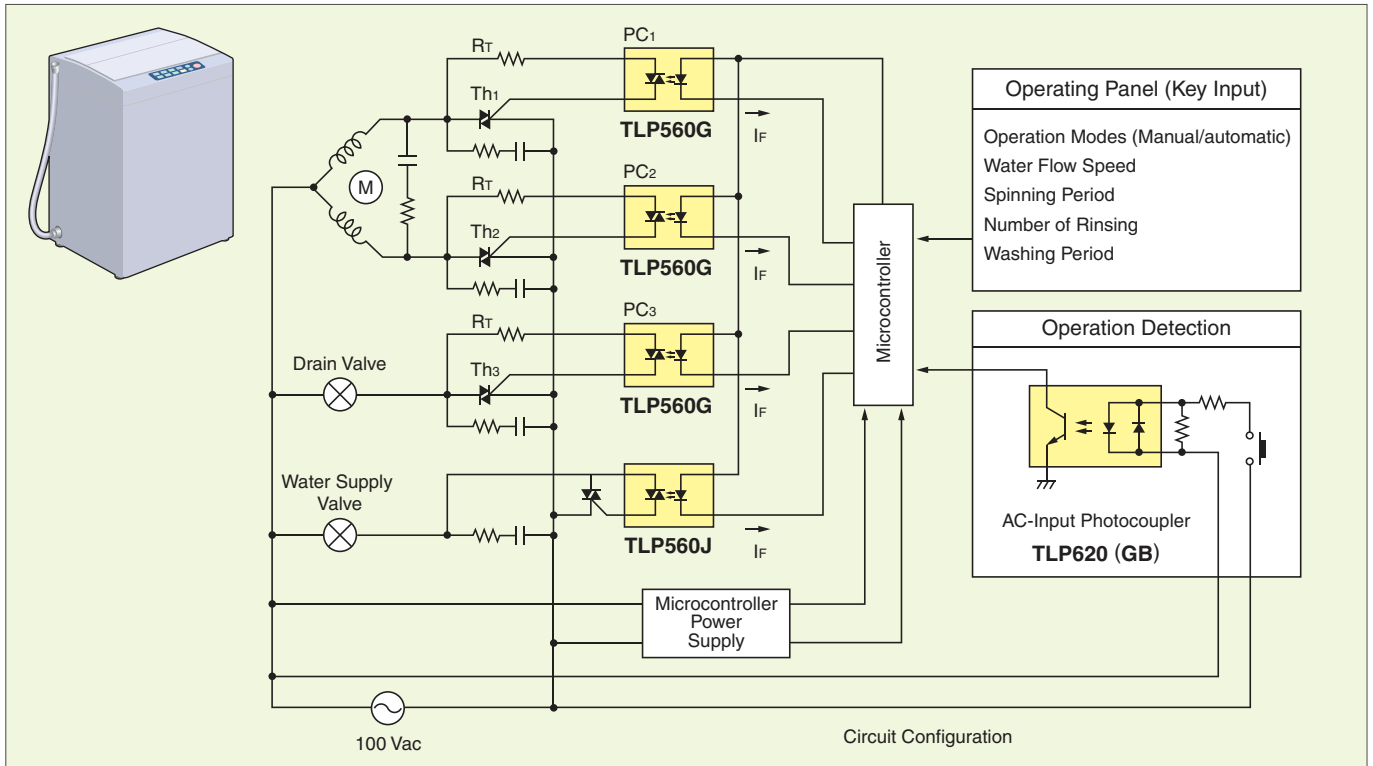 PC1
RT
Th1
TLP560G
IF
M
PC2
RT
Th2
TLP560G
IF
PC3
RT
Th3
TLP560G
IF
Drain Valve
Water Supply
Valve
TLP560J
IF
Microcontroller
Microcontroller
Power
Supply
100 Vac
Circuit Configuration
Operating Panel (Key Input)
Operation Modes (Manual/automatic)
Water Flow Speed
Spinning Period
Number of Rinsing
Washing Period
Operation Detection
AC-Input Photocoupler
TLP620 (GB)